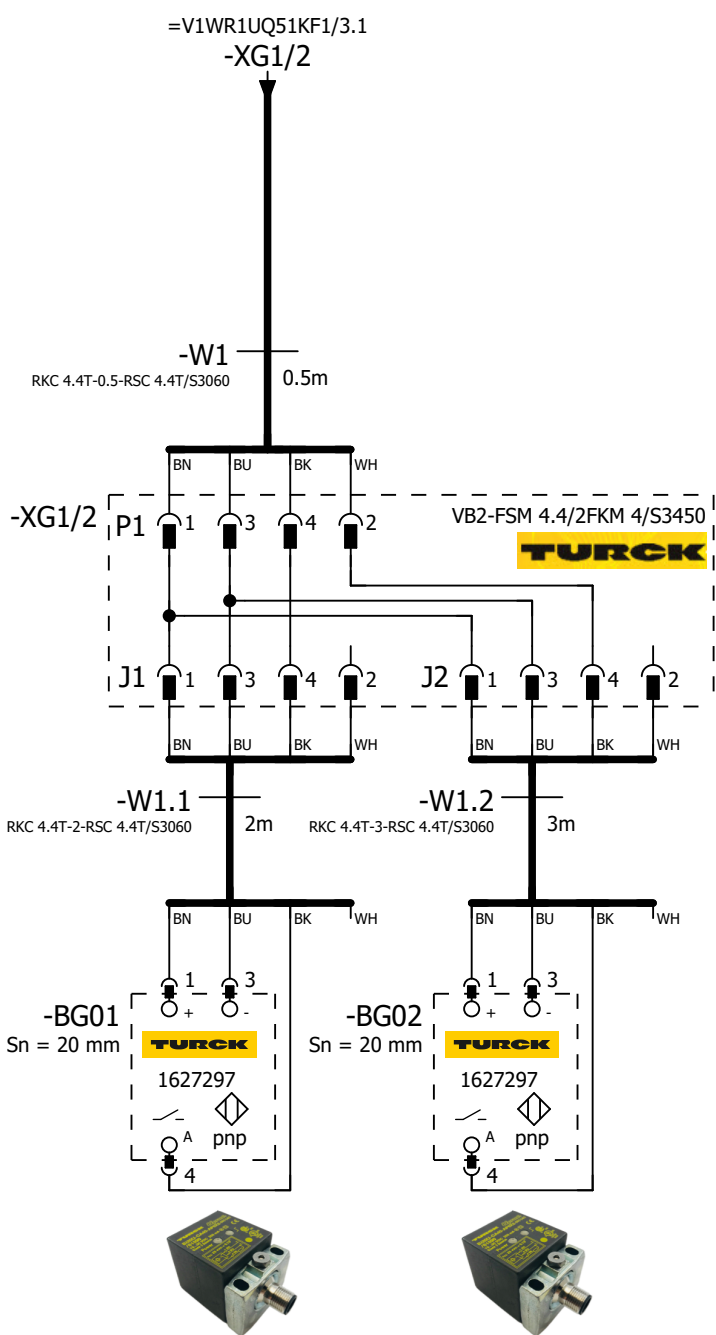 =V1WR1UQ51KF1/3.1
-XG1/2
-W1
RKC 4.4T-0.5-RSC 4.4T/S3060
0.5m
BN BU BK WH
-XG1/2 P1 1 3 4 2 VB2-FSM 4.4/2FKM 4/S3450
TURCK
J1 1 3 4 2 J2 1 3 4 2
BN BU BK WH BN BU BK WH
-W1.1 -W1.2
RKC 4.4T-2-RSC 4.4T/S3060 2m RKC 4.4T-3-RSC 4.4T/S3060 3m
BN BU BK WH BN BU BK WH
1 3 1 3
-BG01 + - -BG02 + -
Sn = 20 mm TURCK Sn = 20 mm TURCK
1627297 1627297
A pnp A pnp
4 4